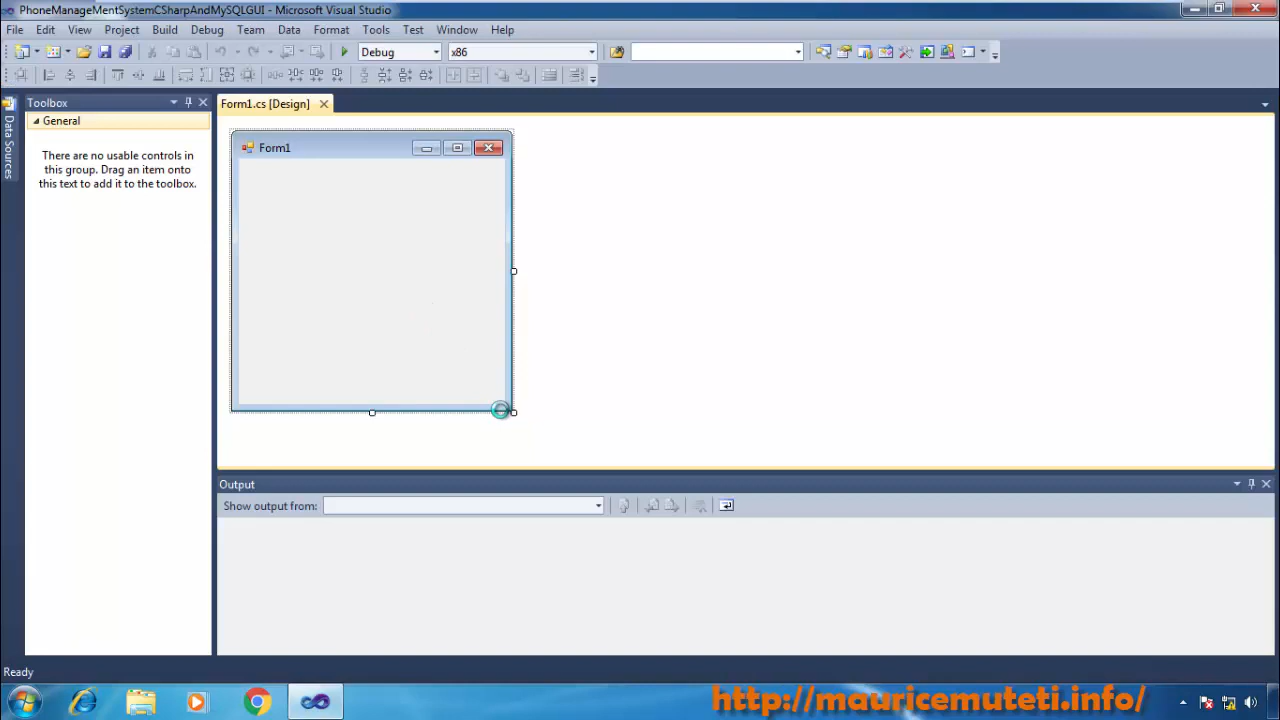 PhoneManageMentSystemCSharpAndMySQLGUI - Microsoft Visual Studio
File Edit View Project Build Debug Team Data Format Tools Test Window Help
Debug x86
Data Sources
Toolbox
General
There are no usable controls in
this group. Drag an item onto
this text to add it to the toolbox.
Form1.cs [Design]
Form1
Output
Show output from:
Ready
http://mauricemuteti.info/